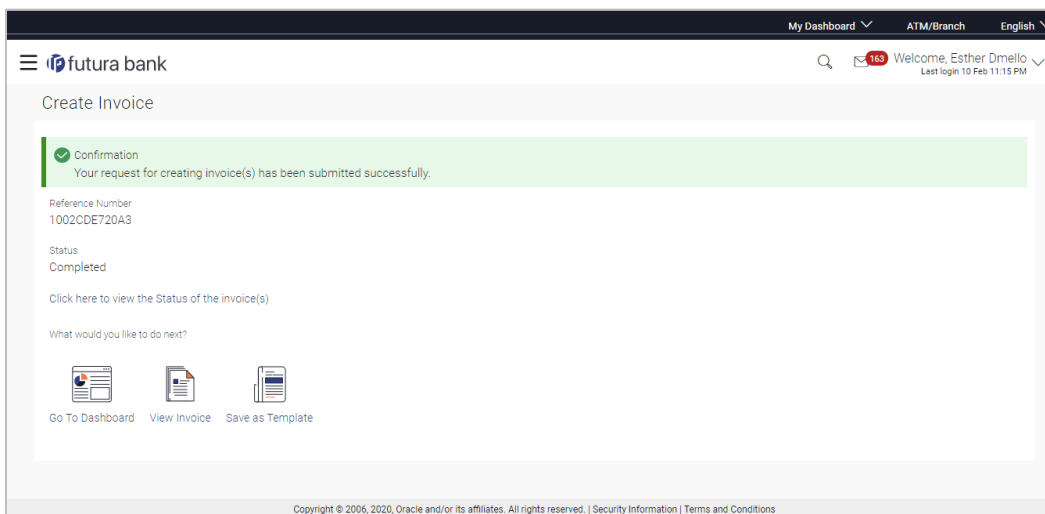 My Dashboard ATM/Branch English
futura bank 163 Welcome, Esther Dmello
Last login 10 Feb 11:15 PM
Create Invoice
Confirmation
Your request for creating invoice(s) has been submitted successfully.
Reference Number
1002CDE720A3
Status
Completed
Click here to view the Status of the invoice(s)
What would you like to do next?
Go To Dashboard View Invoice Save as Template
Copyright © 2006, 2020, Oracle and/or its affiliates. All rights reserved. | Security Information | Terms and Conditions